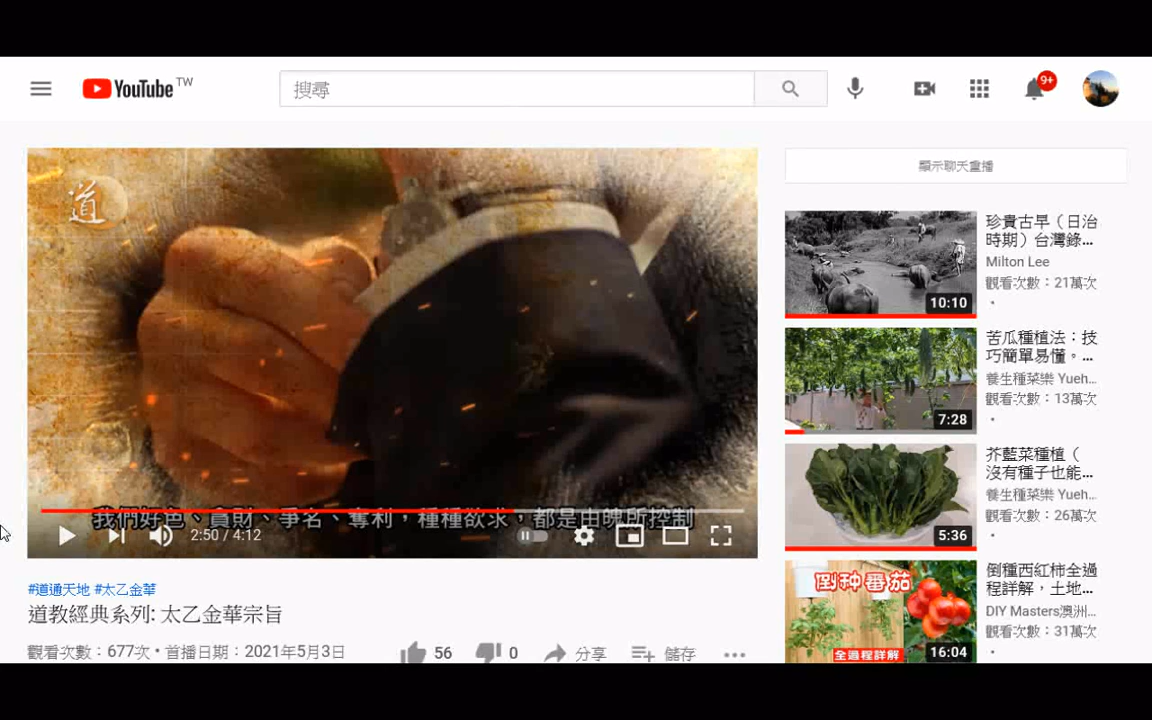 YouTube TW
搜尋
9+
道
我們好色、貪財、爭名、奪利，種種欲求，都是由魄所控制
2:50 / 4:12
#道通天地 #太乙金華
道教經典系列: 太乙金華宗旨
觀看次數：677次 • 首播日期：2021年5月3日
56
0
分享
儲存
顯示聊天重播
10:10
珍貴古早（日治
時期）台灣錄...
Milton Lee
觀看次數：21萬次
7:28
苦瓜種植法：技
巧簡單易懂。...
養生種菜樂 Yueh...
觀看次數：13萬次
5:36
芥藍菜種植（
沒有種子也能...
養生種菜樂 Yueh...
觀看次數：26萬次
倒种番茄
全過程詳解
16:04
倒種西紅柿全過
程詳解，土地...
DIY Masters澳洲...
觀看次數：31萬次